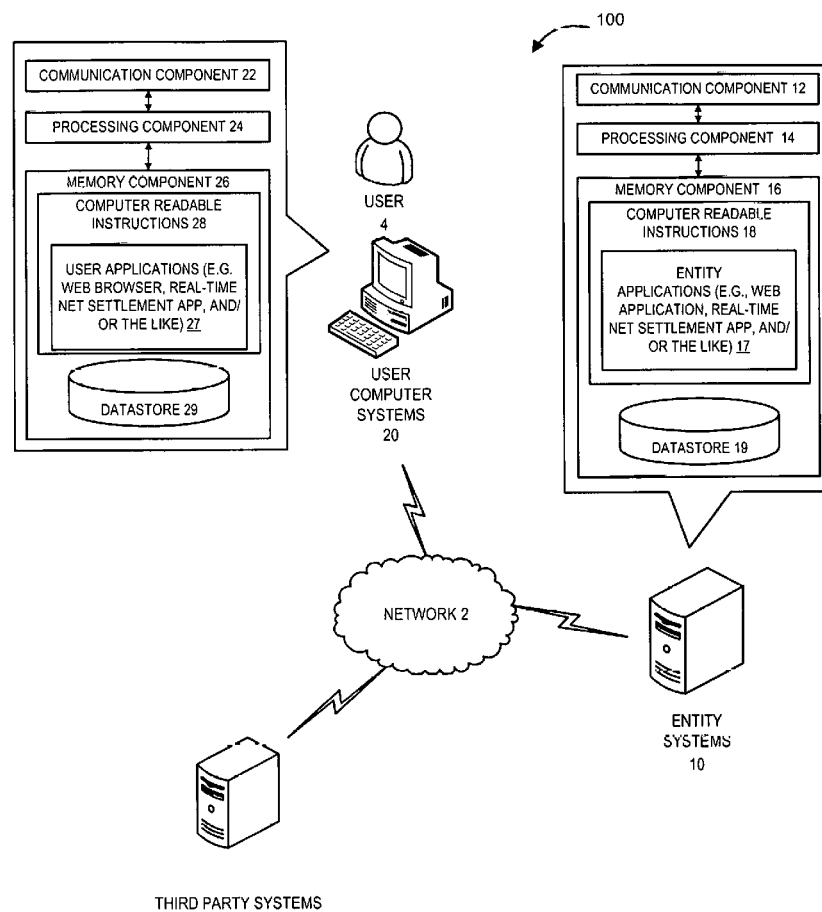 100
COMMUNICATION COMPONENT 22
PROCESSING COMPONENT 24
MEMORY COMPONENT 26
COMPUTER READABLE
INSTRUCTIONS 28
USER APPLICATIONS (E.G.
WEB BROWSER, REAL-TIME
NET SETTLEMENT APP, AND/
OR THE LIKE) 27
DATASTORE 29
USER
4
USER
COMPUTER
SYSTEMS
20
COMMUNICATION COMPONENT 12
PROCESSING COMPONENT 14
MEMORY COMPONENT 16
COMPUTER READABLE
INSTRUCTIONS 18
ENTITY
APPLICATIONS (E.G., WEB
APPLICATION, REAL-TIME
NET SETTLEMENT APP, AND/
OR THE LIKE) 17
DATASTORE 19
NETWORK 2
ENTITY
SYSTEMS
10
THIRD PARTY SYSTEMS